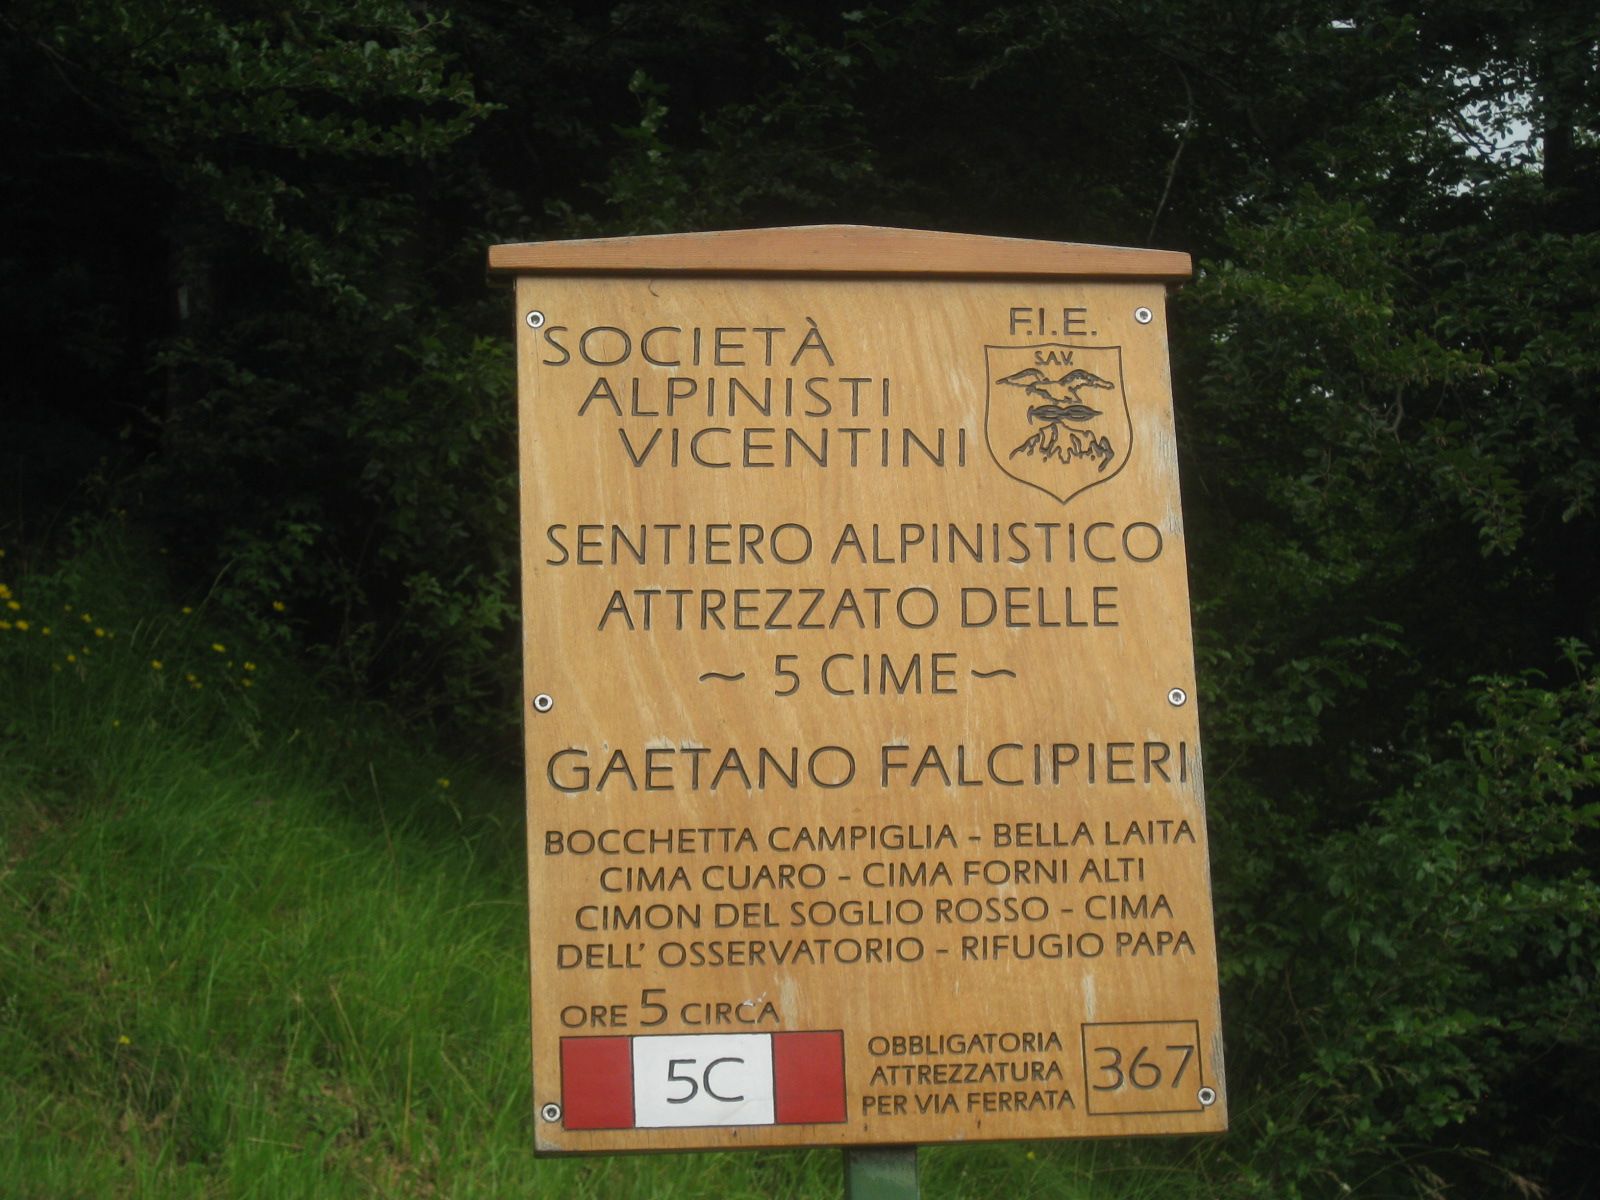 SOCIETÀ
ALPINISTI
VICENTINI
F.I.E.
S.A.V.
SENTIERO ALPINISTICO
ATTREZZATO DELLE
~ 5 CIME ~
GAETANO FALCIPIERI
BOCCHETTA CAMPIGLIA - BELLA LAITA
CIMA CUARO - CIMA FORNI ALTI
CIMON DEL SOGLIO ROSSO - CIMA
DELL' OSSERVATORIO - RIFUGIO PAPA
ORE 5 CIRCA
5C
OBBLIGATORIA
ATTREZZATURA
PER VIA FERRATA
367